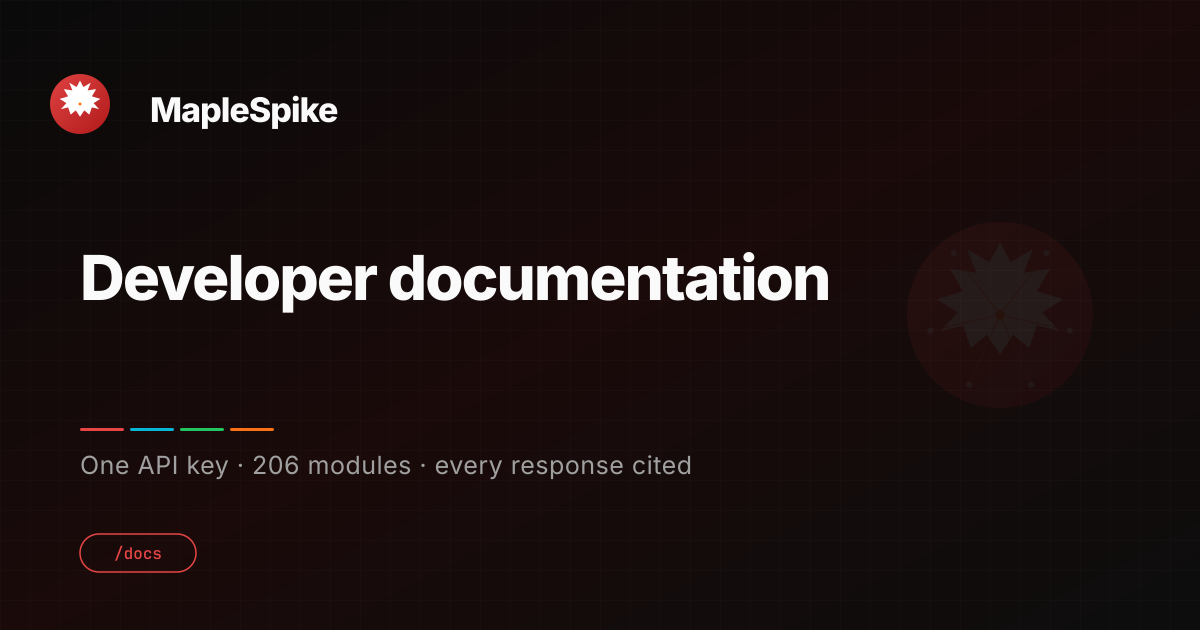 MapleSpike
Developer documentation
One API key · 206 modules · every response cited
/docs